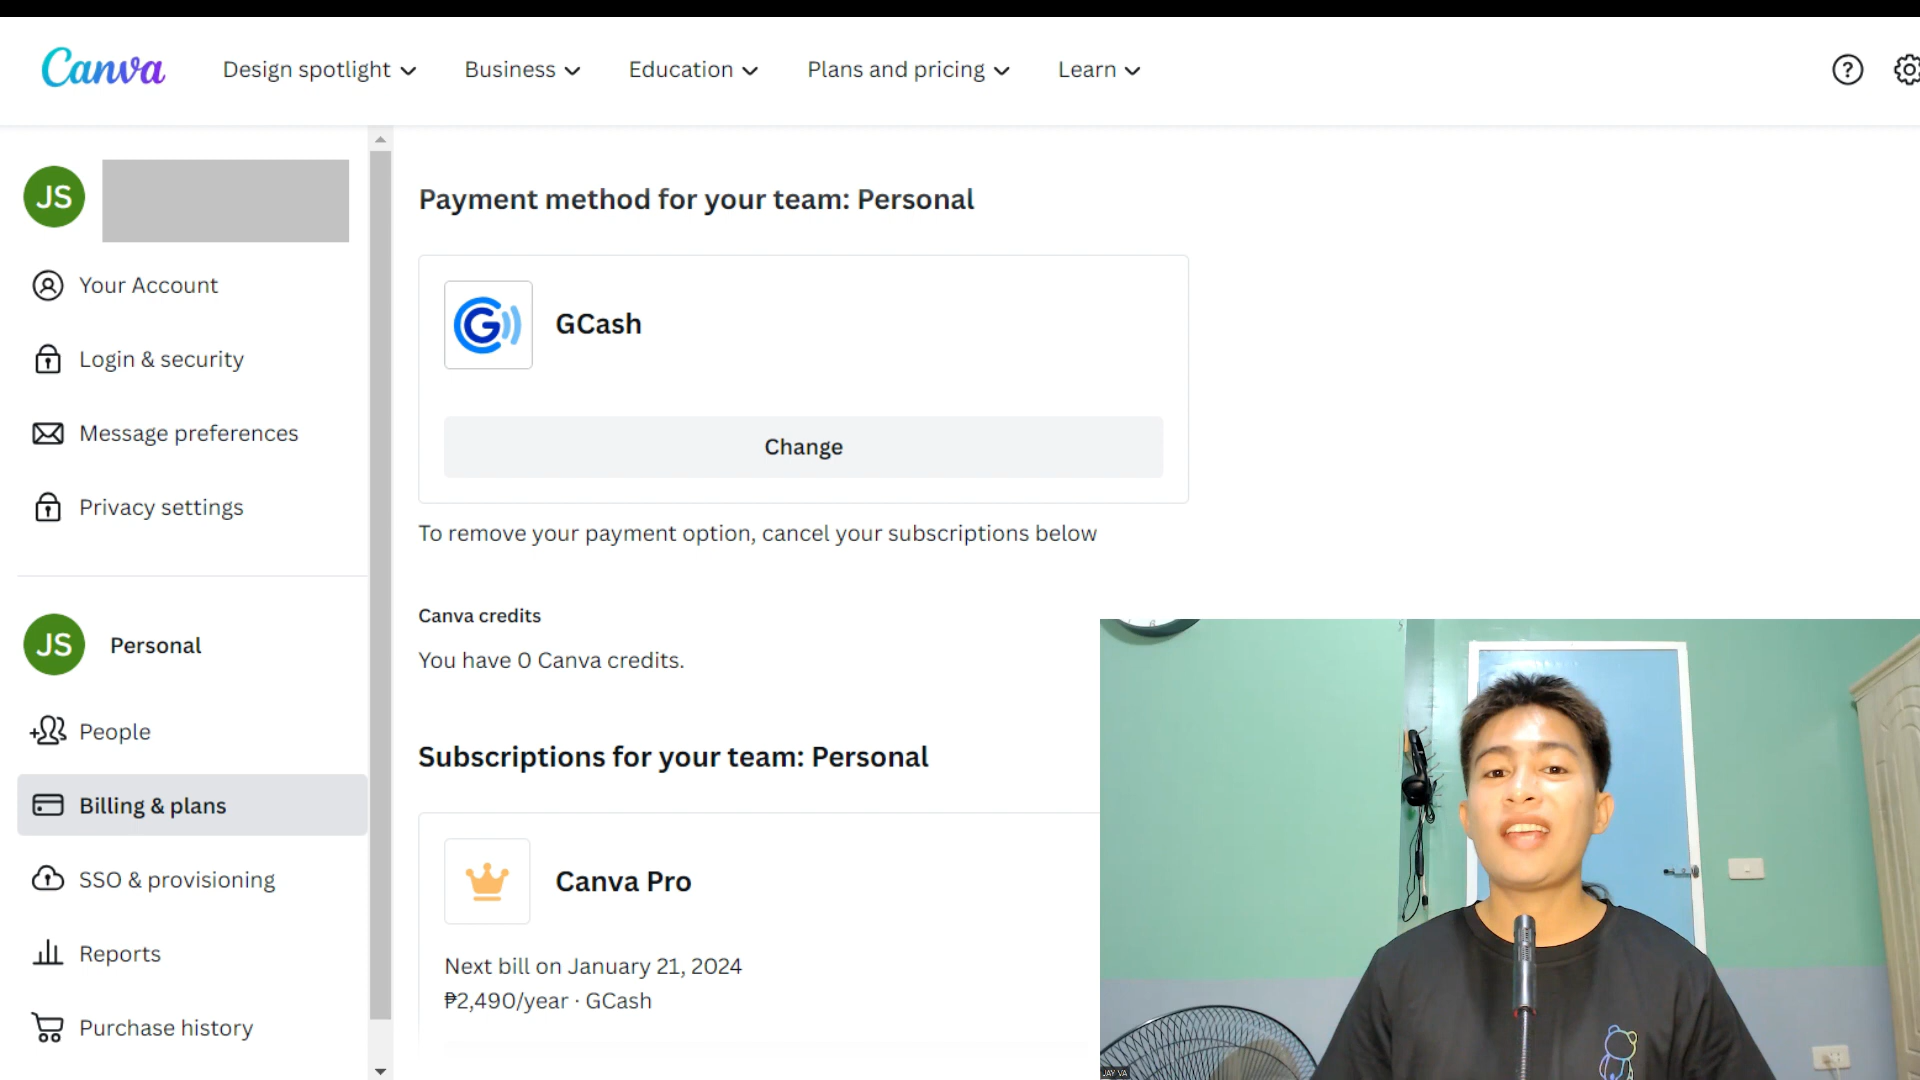 Canva
Design spotlight
Business
Education
Plans and pricing
Learn
?
JS
Your Account
Login & security
Message preferences
Privacy settings
JS
Personal
People
Billing & plans
SSO & provisioning
Reports
Purchase history
Payment method for your team: Personal
G
GCash
Change
To remove your payment option, cancel your subscriptions below
Canva credits
You have 0 Canva credits.
Subscriptions for your team: Personal
Canva Pro
Next bill on January 21, 2024
₱2,490/year · GCash
JAY VA